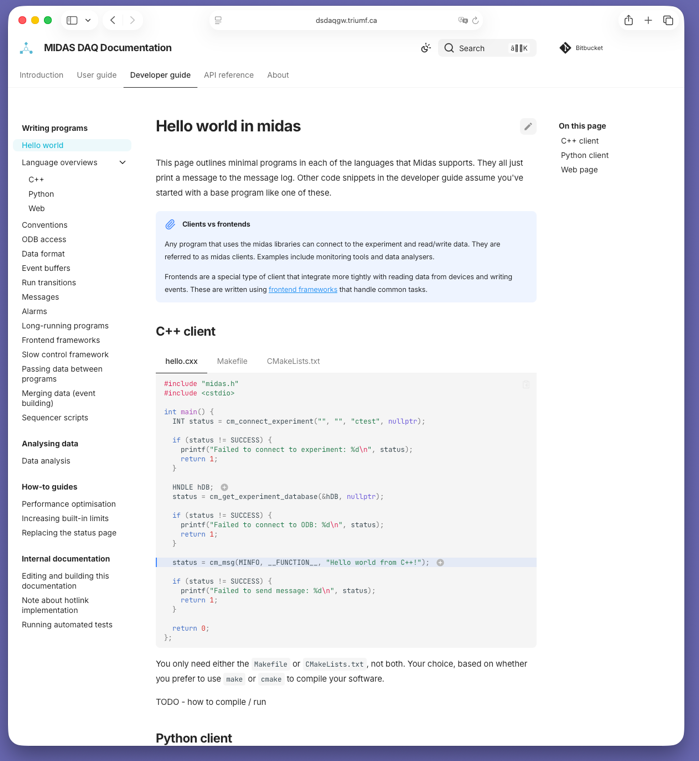 dsdaqgw.triumf.ca
MIDAS DAQ Documentation
Search
Bitbucket
Introduction
User guide
Developer guide
API reference
About
Writing programs
Hello world
Language overviews
C++
Python
Web
Conventions
ODB access
Data format
Event buffers
Run transitions
Messages
Alarms
Long-running programs
Frontend frameworks
Slow control framework
Passing data between
programs
Merging data (event
building)
Sequencer scripts
Analysing data
Data analysis
How-to guides
Performance optimisation
Increasing built-in limits
Replacing the status page
Internal documentation
Editing and building this
documentation
Note about hotlink
implementation
Running automated tests
Hello world in midas
This page outlines minimal programs in each of the languages that Midas supports. They all just
print a message to the message log. Other code snippets in the developer guide assume you've
started with a base program like one of these.
Clients vs frontends
Any program that uses the midas libraries can connect to the experiment and read/write data. They are
referred to as midas clients. Examples include monitoring tools and data analysers.
Frontends are a special type of client that integrate more tightly with reading data from devices and writing
events. These are written using frontend frameworks that handle common tasks.
C++ client
hello.cxx
Makefile
CMakeLists.txt
#include "midas.h"
#include <cstdio>
int main() {
INT status = cm_connect_experiment("", "", "ctest", nullptr);
if (status != SUCCESS) {
printf("Failed to connect to experiment: %d\n", status);
return 1;
}
HNDLE hDB;
status = cm_get_experiment_database(&hDB, nullptr);
if (status != SUCCESS) {
printf("Failed to connect to ODB: %d\n", status);
return 1;
}
status = cm_msg(MINFO, __FUNCTION__, "Hello world from C++!");
if (status != SUCCESS) {
printf("Failed to send message: %d\n", status);
return 1;
}
return 0;
};
You only need either the Makefile or CMakeLists.txt, not both. Your choice, based on whether
you prefer to use make or cmake to compile your software.
TODO - how to compile / run
Python client
On this page
C++ client
Python client
Web page